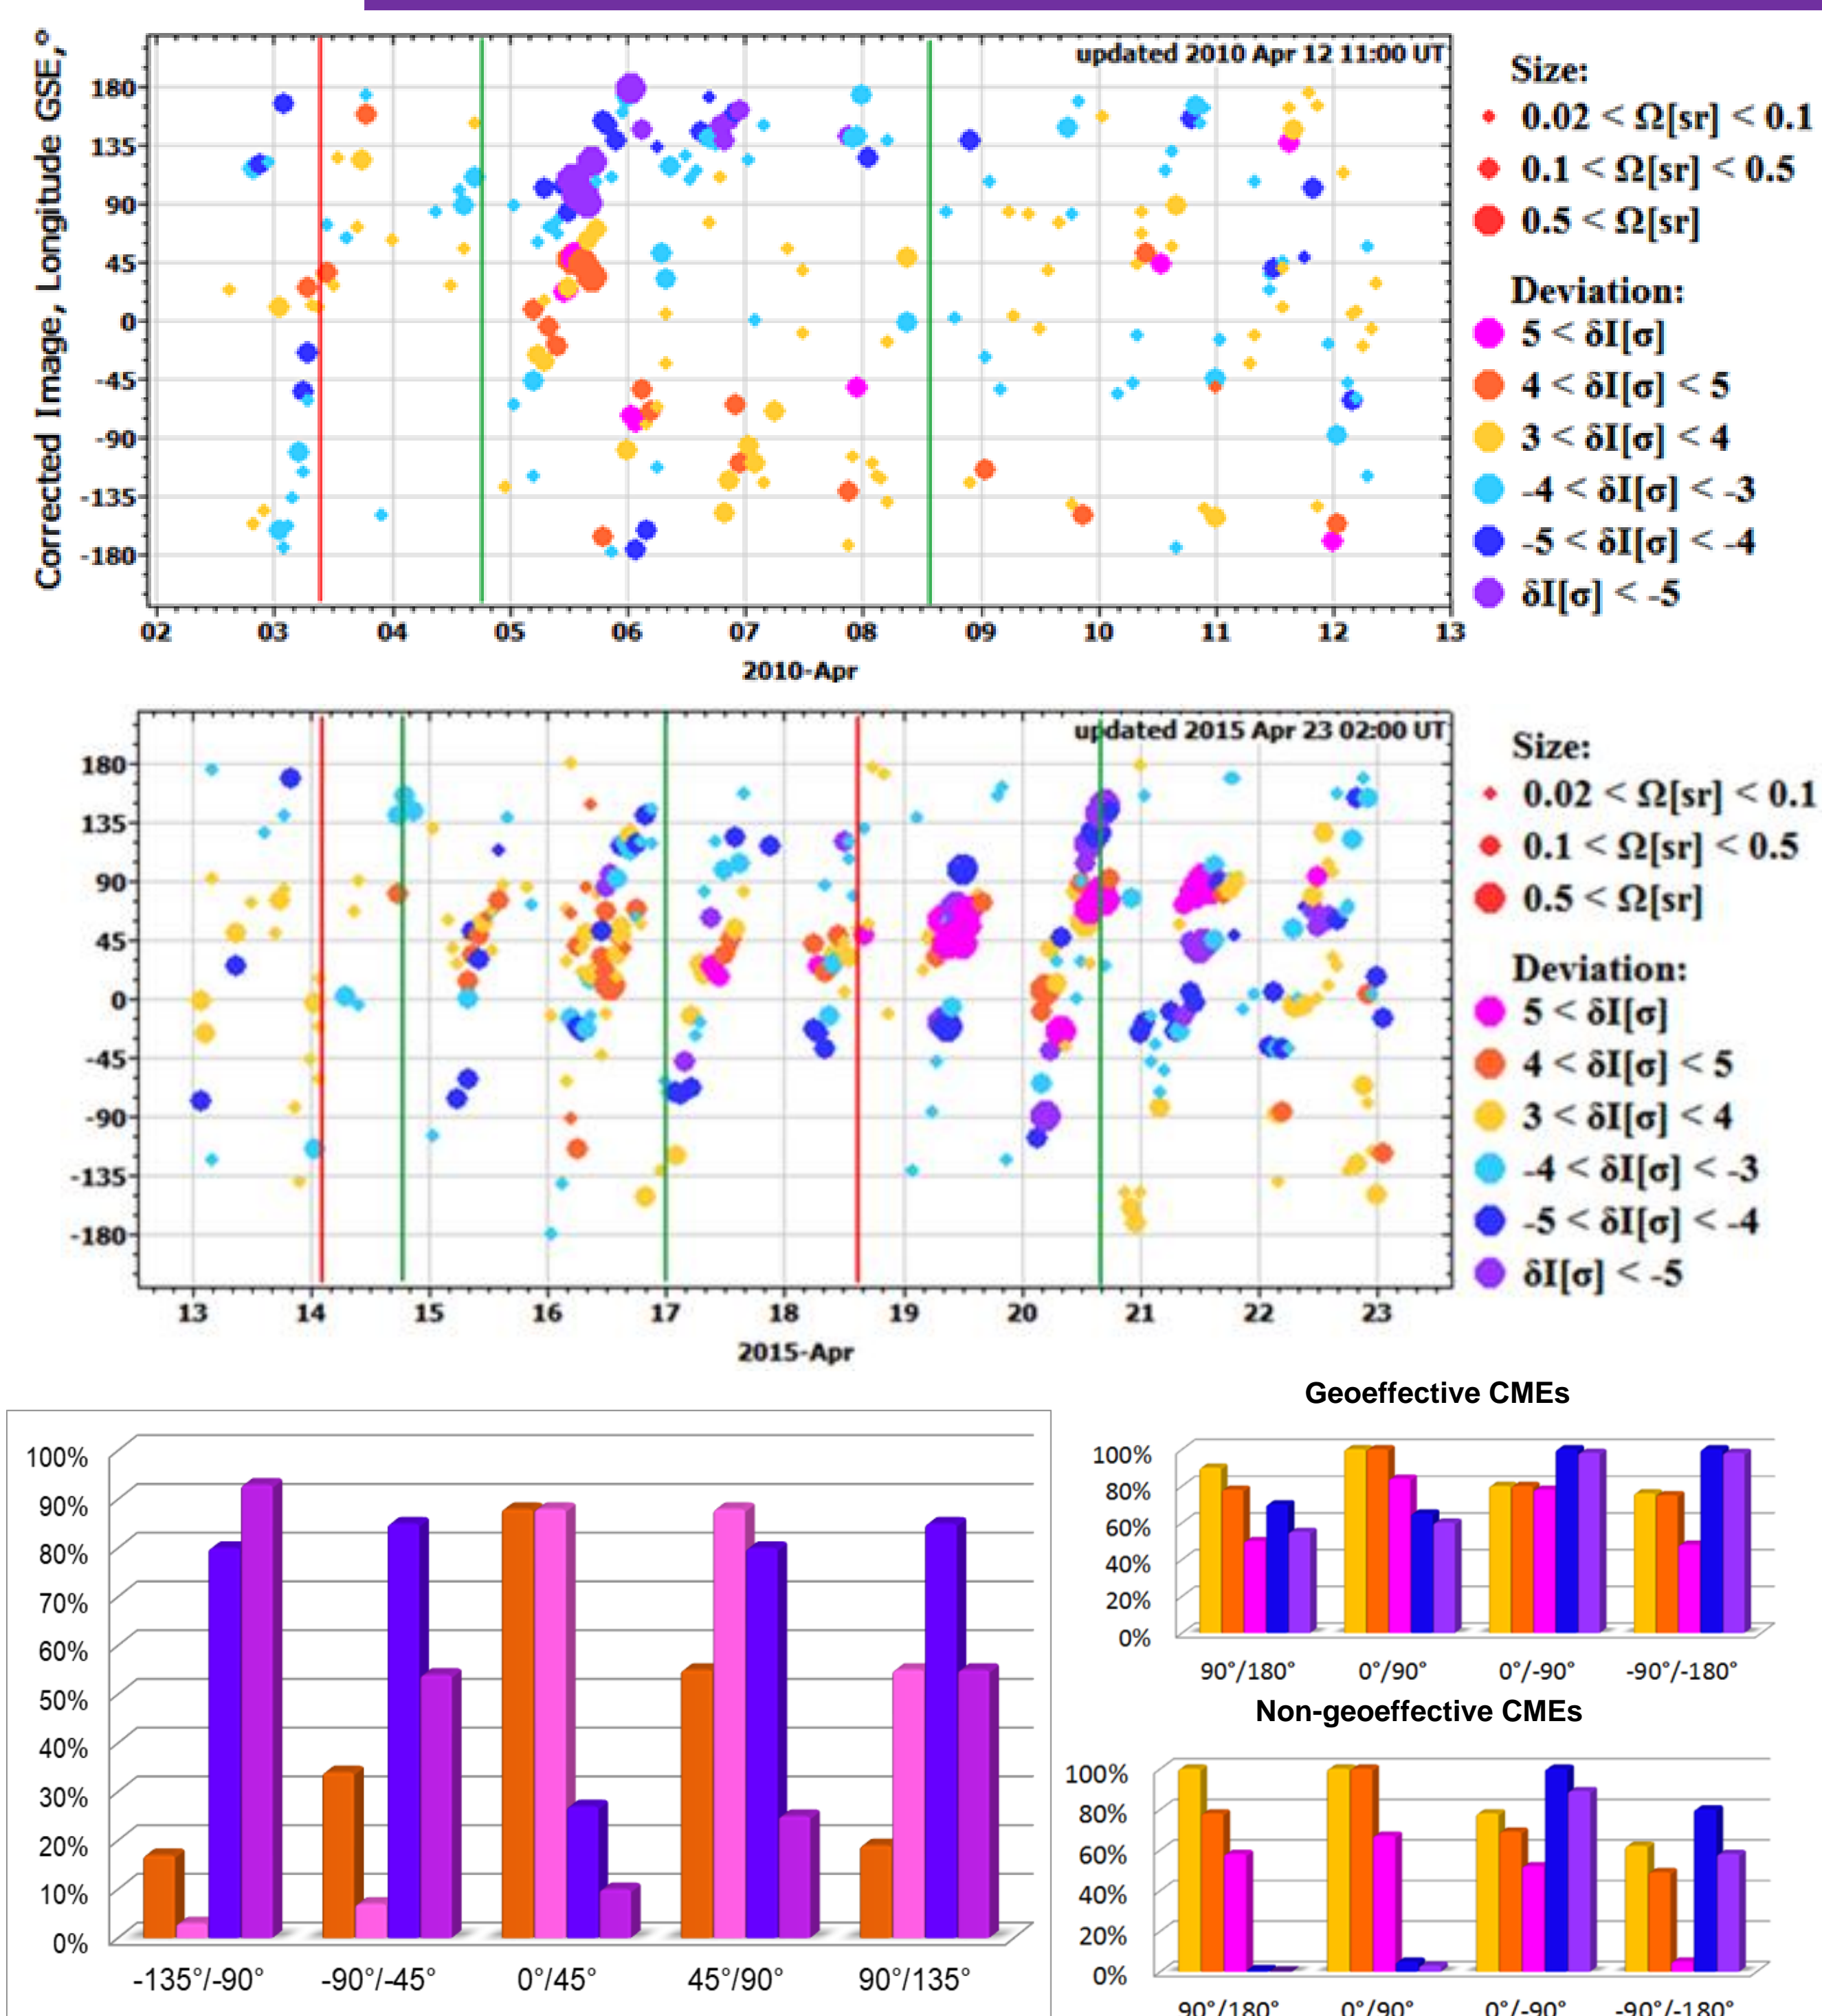 updated 2010 Apr 12 11:00 UT
Corrected Image, Longitude GSE,°
180
135
90
45
0
-45
-90
-135
-180
02 03 04 05 06 07 08 09 10 11 12 13
2010-Apr
Size:
0.02 < Ω[sr] < 0.1
0.1 < Ω[sr] < 0.5
0.5 < Ω[sr]
Deviation:
5 < δI[σ]
4 < δI[σ] < 5
3 < δI[σ] < 4
-4 < δI[σ] < -3
-5 < δI[σ] < -4
δI[σ] < -5
updated 2015 Apr 23 02:00 UT
180
135
90
45
0
-45
-90
-135
-180
13 14 15 16 17 18 19 20 21 22 23
2015-Apr
Size:
0.02 < Ω[sr] < 0.1
0.1 < Ω[sr] < 0.5
0.5 < Ω[sr]
Deviation:
5 < δI[σ]
4 < δI[σ] < 5
3 < δI[σ] < 4
-4 < δI[σ] < -3
-5 < δI[σ] < -4
δI[σ] < -5
100%
90%
80%
70%
60%
50%
40%
30%
20%
10%
0%
-135°/-90° -90°/-45° 0°/45° 45°/90° 90°/135°
Geoeffective CMEs
100%
80%
60%
40%
20%
0%
90°/180° 0°/90° 0°/-90° -90°/-180°
Non-geoeffective CMEs
100%
80%
60%
40%
20%
0%
90°/180° 0°/90° 0°/-90° -90°/-180°